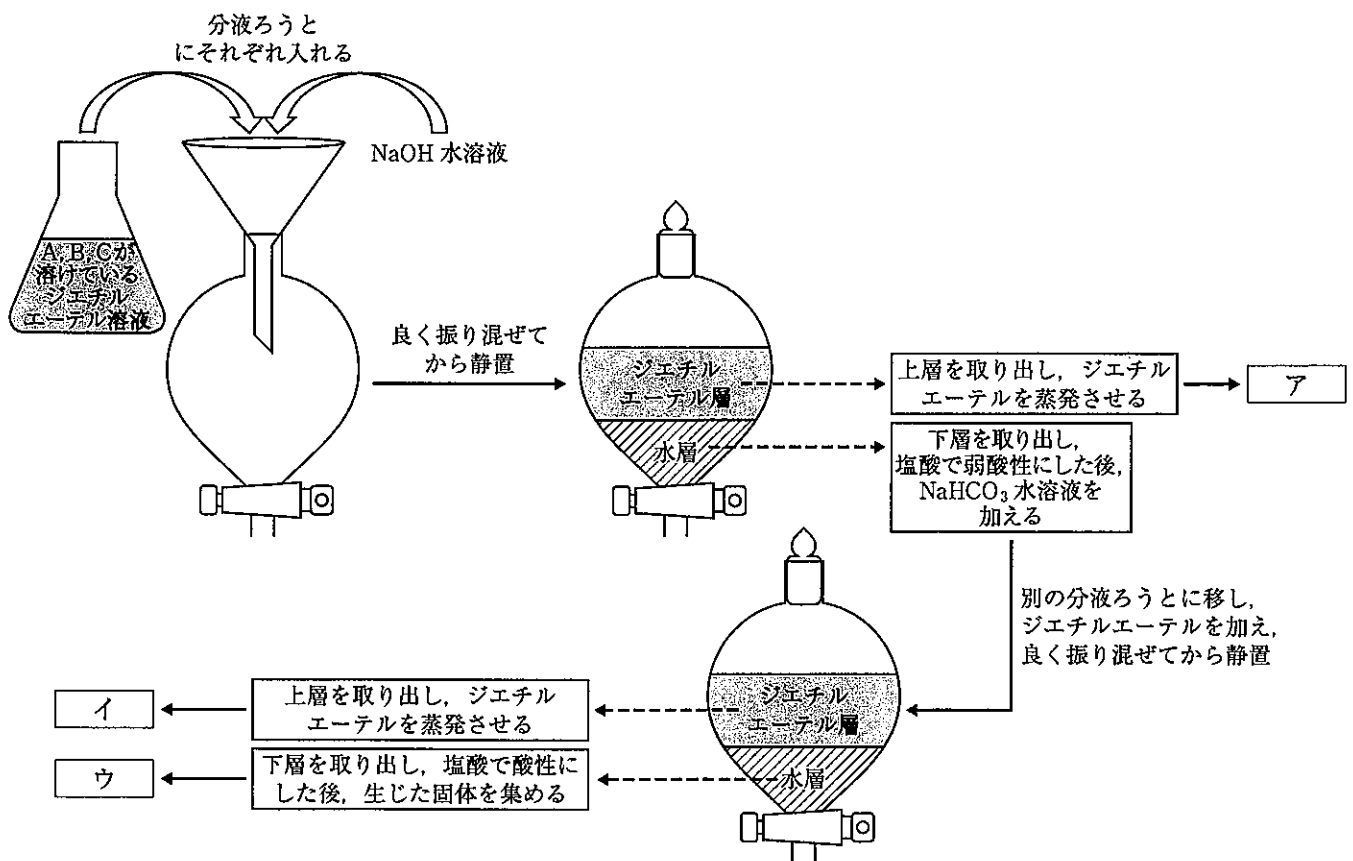 分液ろうと
にそれぞれ入れる
NaOH 水溶液
A, B, Cが
溶けている
ジエチル
エーテル溶液
良く振り混ぜて
から静置
ジエチル
エーテル層
水層
上層を取り出し，ジエチル
エーテルを蒸発させる
ア
下層を取り出し，
塩酸で弱酸性にした後，
NaHCO₃ 水溶液を
加える
別の分液ろうとに移し，
ジエチルエーテルを加え，
良く振り混ぜてから静置
ジエチル
エーテル層
水層
上層を取り出し，ジエチル
エーテルを蒸発させる
イ
下層を取り出し，塩酸で酸性に
した後，生じた固体を集める
ウ